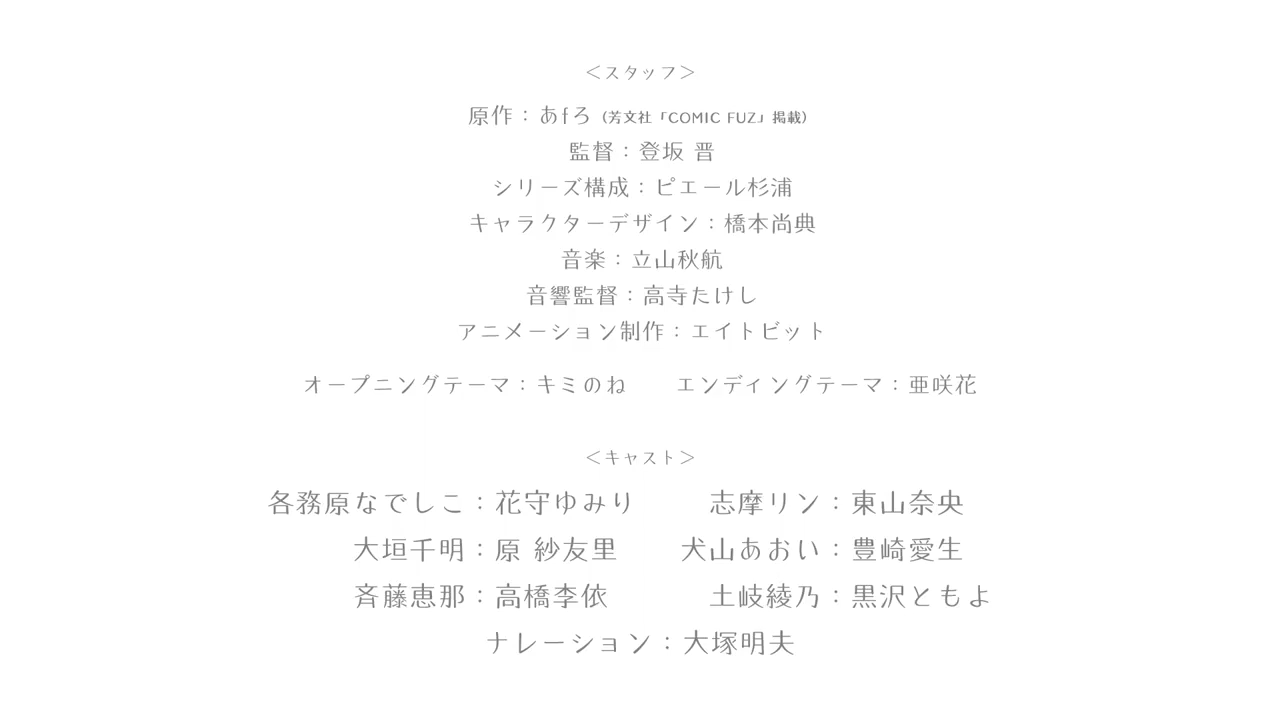 ＜スタッフ＞
原作：あfろ（芳文社「COMIC FUZ」掲載）
監督：登坂 晋
シリーズ構成：ピエール杉浦
キャラクターデザイン：橋本尚典
音楽：立山秋航
音響監督：高寺たけし
アニメーション制作：エイトビット
オープニングテーマ：キミのね　　エンディングテーマ：亜咲花
＜キャスト＞
各務原なでしこ：花守ゆみり　　志摩リン：東山奈央
大垣千明：原 紗友里　　犬山あおい：豊崎愛生
斉藤恵那：高橋李依　　土岐綾乃：黒沢ともよ
ナレーション：大塚明夫